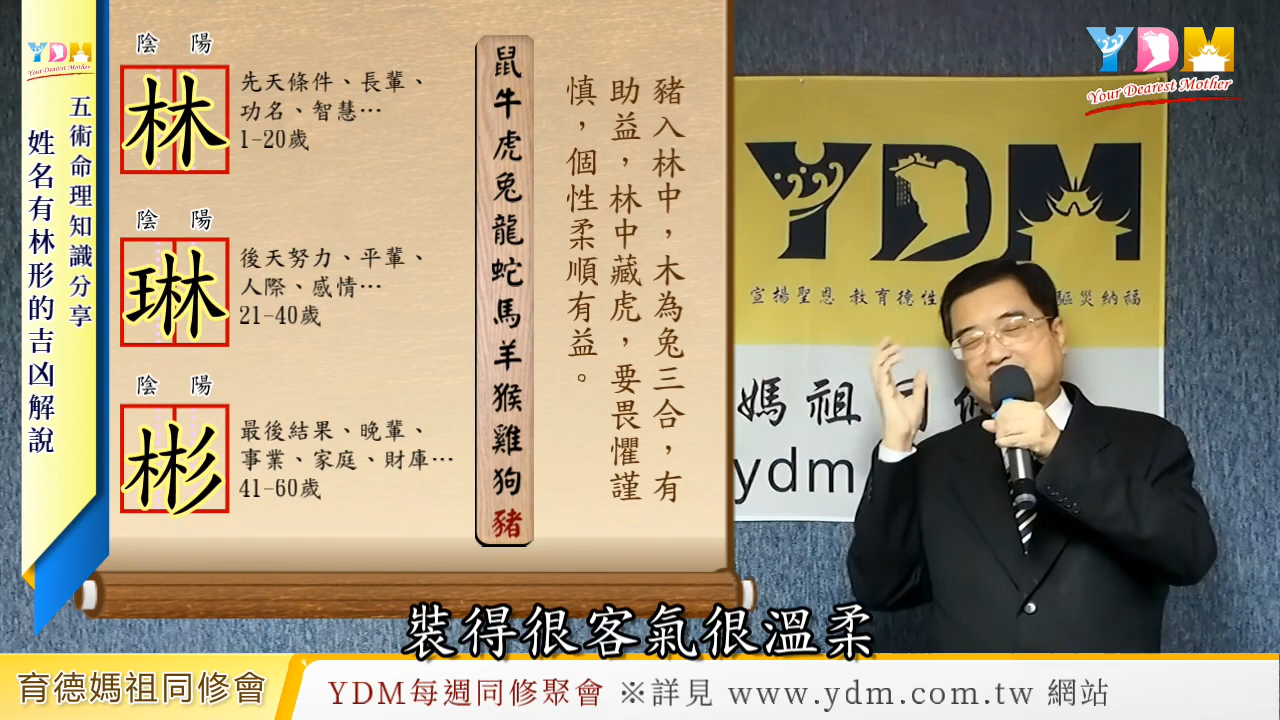 YDM
Your Dearest Mother
五術命理知識分享
姓名有林形的吉凶解說
陰 陽
林
先天條件、長輩、
功名、智慧…
1-20歲
陰 陽
琳
後天努力、平輩、
人際、感情…
21-40歲
陰 陽
彬
最後結果、晚輩、
事業、家庭、財庫…
41-60歲
鼠牛虎兔龍蛇馬羊猴雞狗豬
豬入林中，木為兔三合，有
助益，林中藏虎，要畏懼謹
慎，個性柔順有益。
YDM
Your Dearest Mother
YDM
宣揚聖恩 教育德性 驅災納福
媽祖同修
ydm
裝得很客氣很溫柔
育德媽祖同修會
YDM每週同修聚會 ※詳見 www.ydm.com.tw 網站